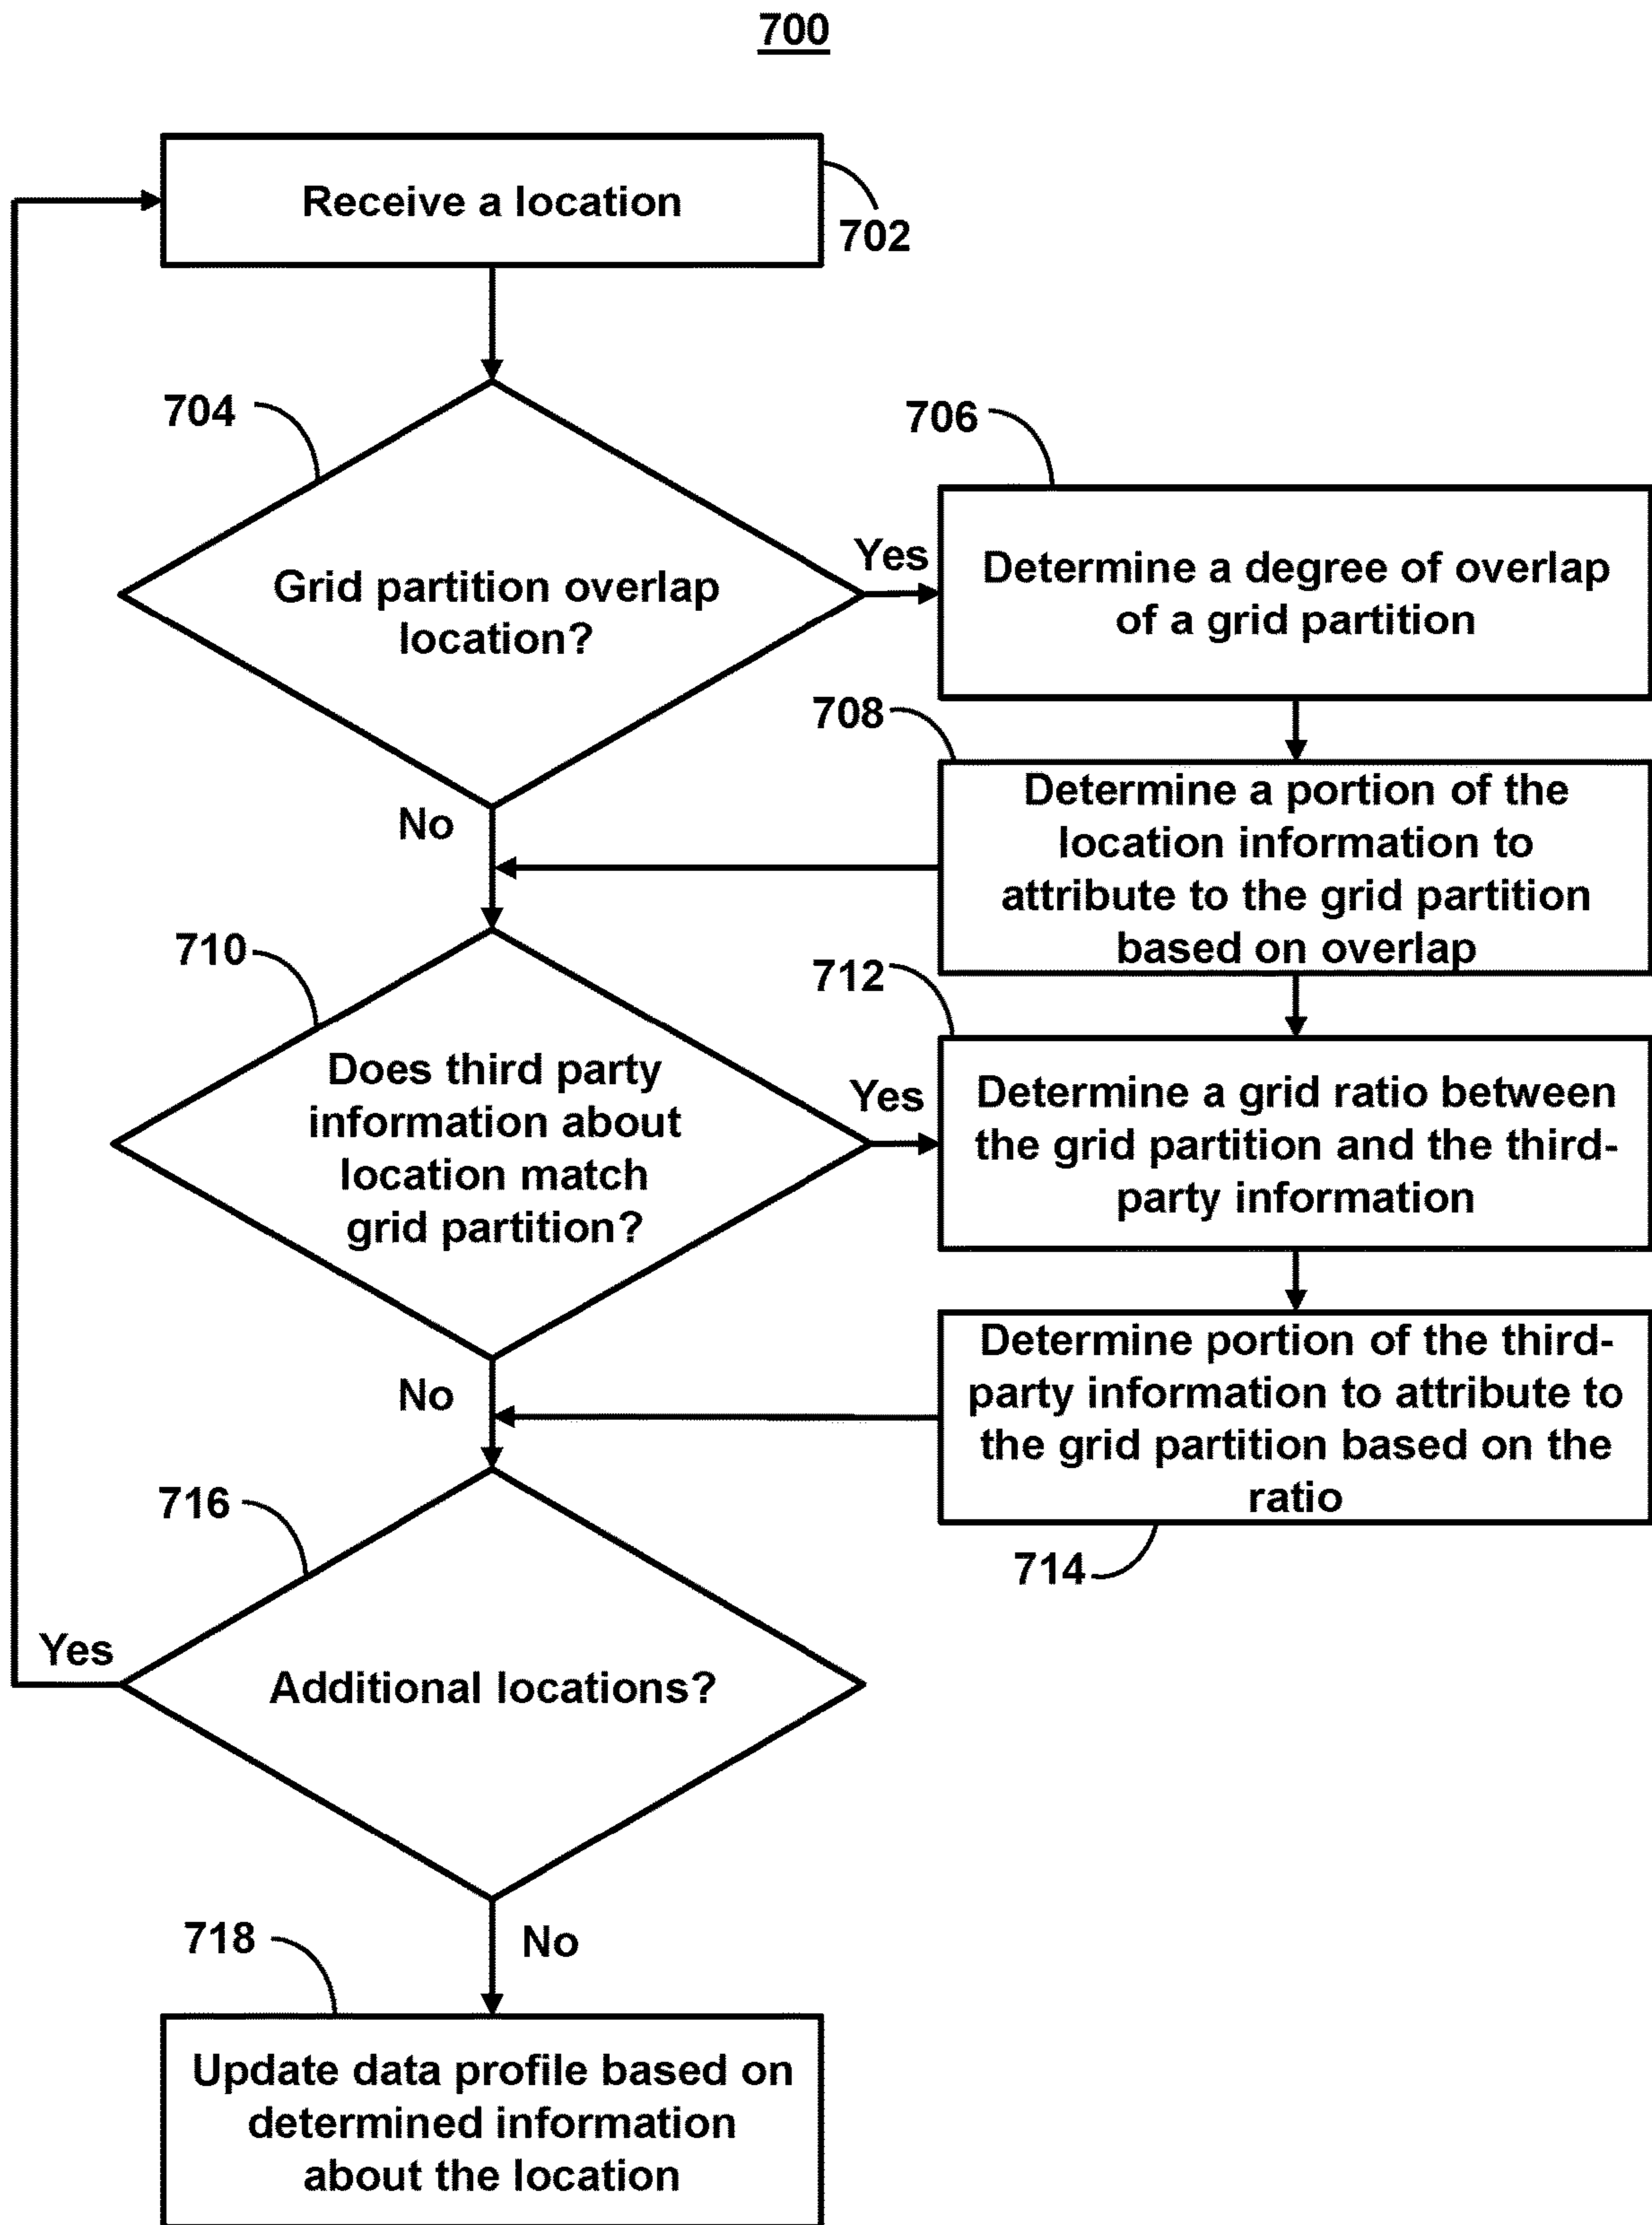 700
Receive a location
702
704
Grid partition overlap
location?
Yes
706
Determine a degree of overlap
of a grid partition
No
708
Determine a portion of the
location information to
attribute to the grid partition
based on overlap
710
Does third party
information about
location match
grid partition?
Yes
712
Determine a grid ratio between
the grid partition and the third-
party information
No
Determine portion of the third-
party information to attribute to
the grid partition based on the
ratio
714
716
Additional locations?
Yes
No
718
Update data profile based on
determined information
about the location